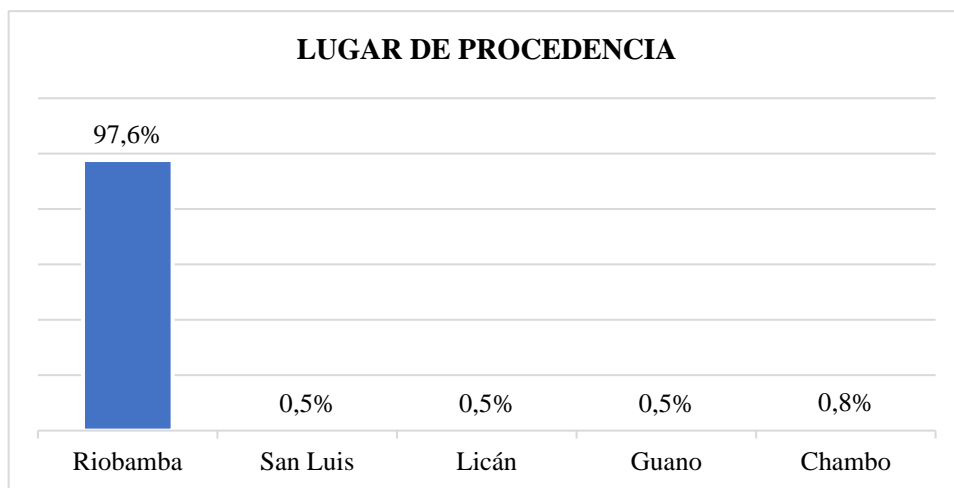 LUGAR DE PROCEDENCIA
97,6%
0,5% 0,5% 0,5% 0,8%
Riobamba San Luis Licán Guano Chambo